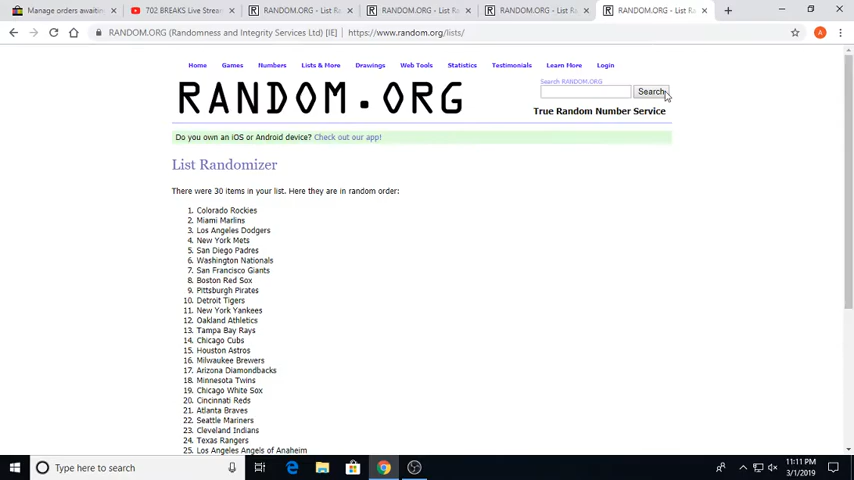 Manage orders awaiti
702 BREAKS Live Stream
RANDOM.ORG - List Ra
RANDOM.ORG - List Ra
RANDOM.ORG - List Ra
RANDOM.ORG - List Ra
RANDOM.ORG (Randomness and Integrity Services Ltd) [IE] | https://www.random.org/lists/
A
Home Games Numbers Lists & More Drawings Web Tools Statistics Testimonials Learn More Login
RANDOM.ORG
Search RANDOM.ORG
Search
True Random Number Service
Do you own an iOS or Android device? Check out our app!
List Randomizer
There were 30 items in your list. Here they are in random order:
1. Colorado Rockies
2. Miami Marlins
3. Los Angeles Dodgers
4. New York Mets
5. San Diego Padres
6. Washington Nationals
7. San Francisco Giants
8. Boston Red Sox
9. Pittsburgh Pirates
10. Detroit Tigers
11. New York Yankees
12. Oakland Athletics
13. Tampa Bay Rays
14. Chicago Cubs
15. Houston Astros
16. Milwaukee Brewers
17. Arizona Diamondbacks
18. Minnesota Twins
19. Chicago White Sox
20. Cincinnati Reds
21. Atlanta Braves
22. Seattle Mariners
23. Cleveland Indians
24. Texas Rangers
25. Los Angeles Angels of Anaheim
Type here to search
11:11 PM
3/1/2019